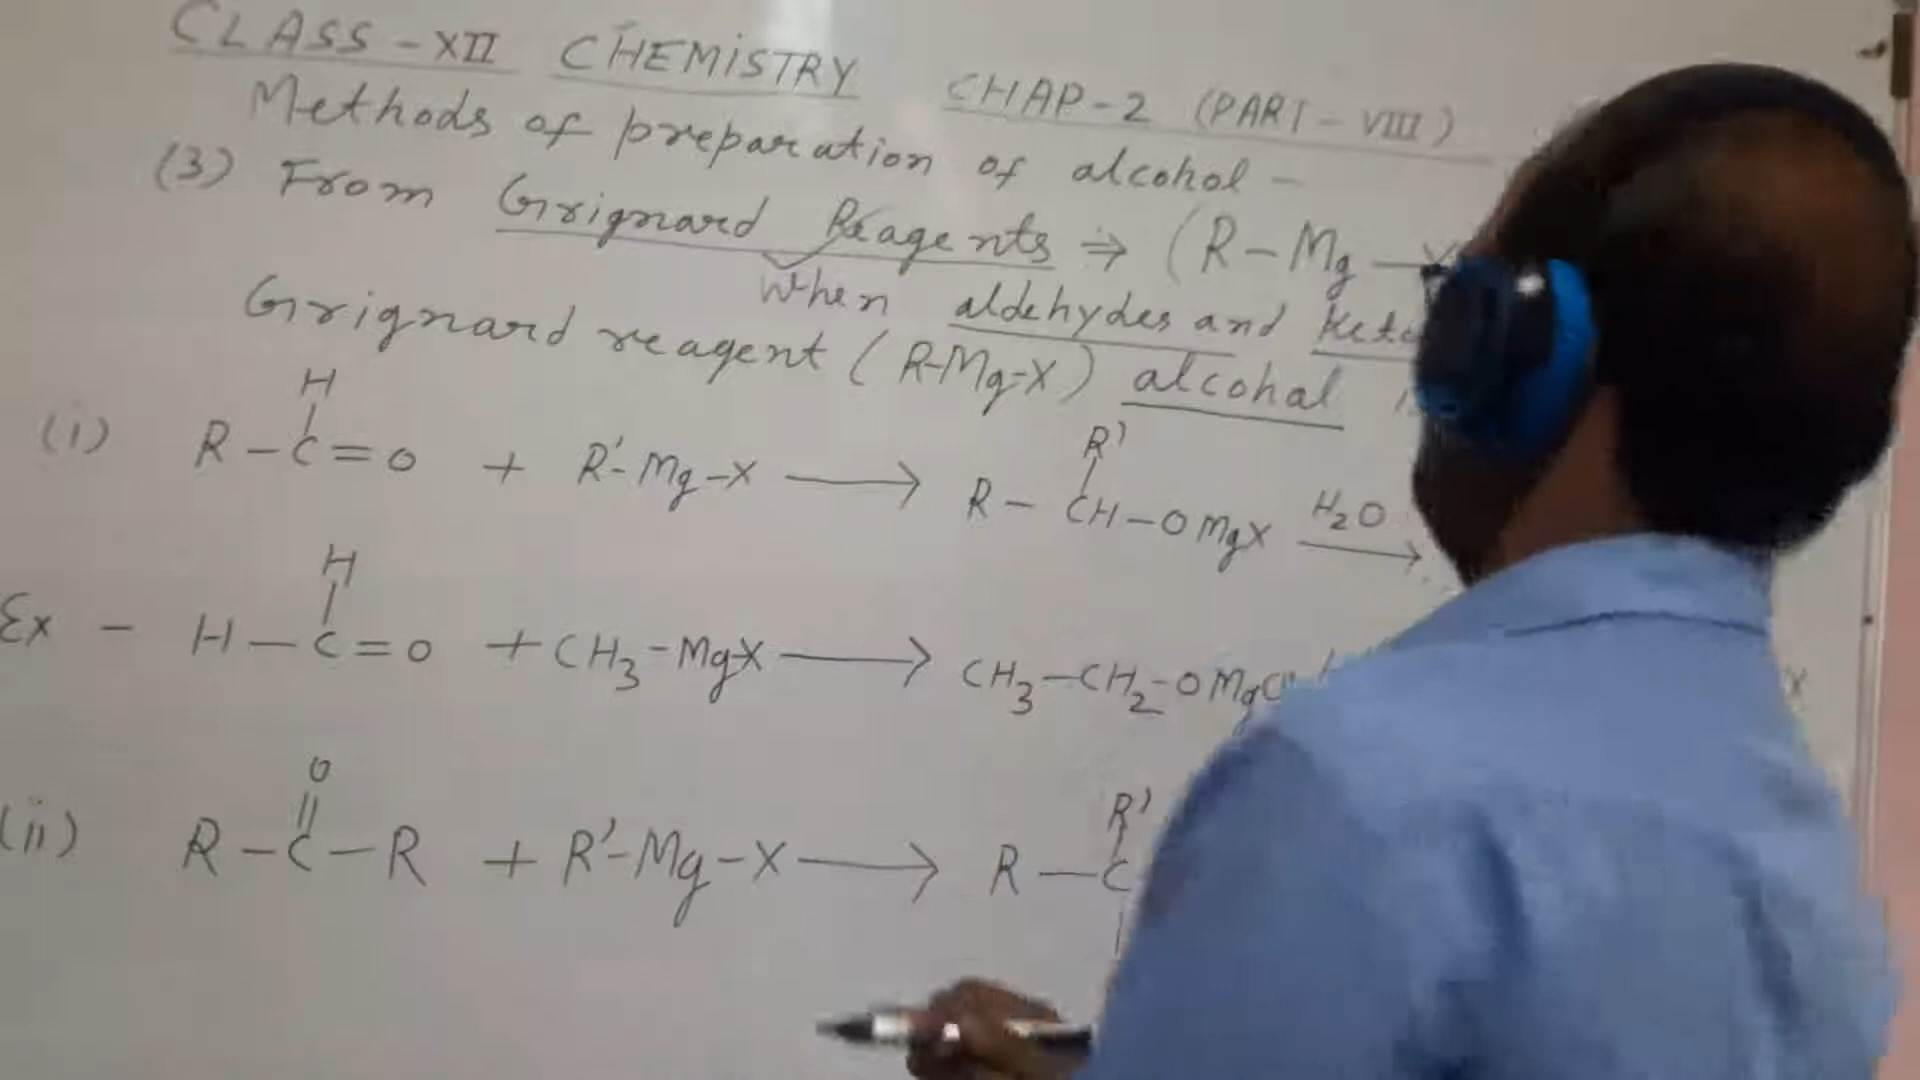 CLASS-XII CHEMISTRY CHAP-2 (PART-VIII)
Methods of preparation of alcohol -
(3) From Grignard Reagents ⇒ (R-Mg-
When aldehydes and
Grignard reagent (R-Mg-X) alcohal
H
R'
(i) R-C=O + R'-Mg-X → R-CH-OMgX H2O →
H
Ex - H-C=O + CH3-MgX → CH3-CH2-OMg
X
O
R'
(ii) R-C-R + R'-Mg-X → R-C